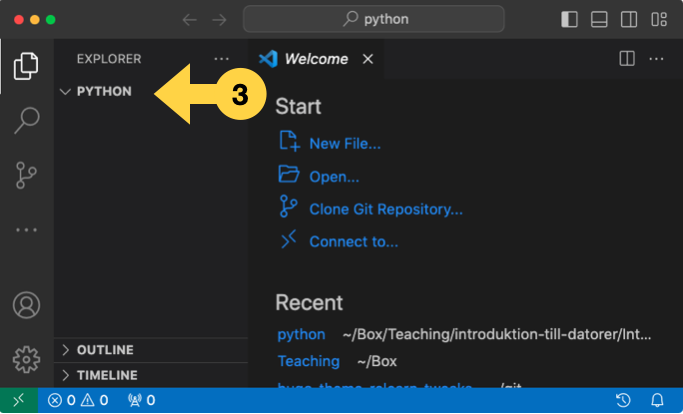 python
EXPLORER
Welcome
PYTHON
3
Start
New File...
Open...
Clone Git Repository...
Connect to...
Recent
python ~/Box/Teaching/introduktion-till-datorer/Int...
Teaching ~/Box
OUTLINE
TIMELINE
0 0 0